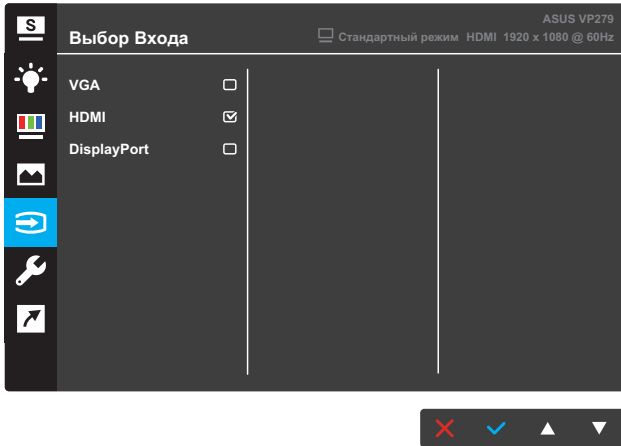 S
ASUS VP279
Выбор Входа
Стандартный режим HDMI 1920 x 1080 @ 60Hz
VGA
HDMI
DisplayPort